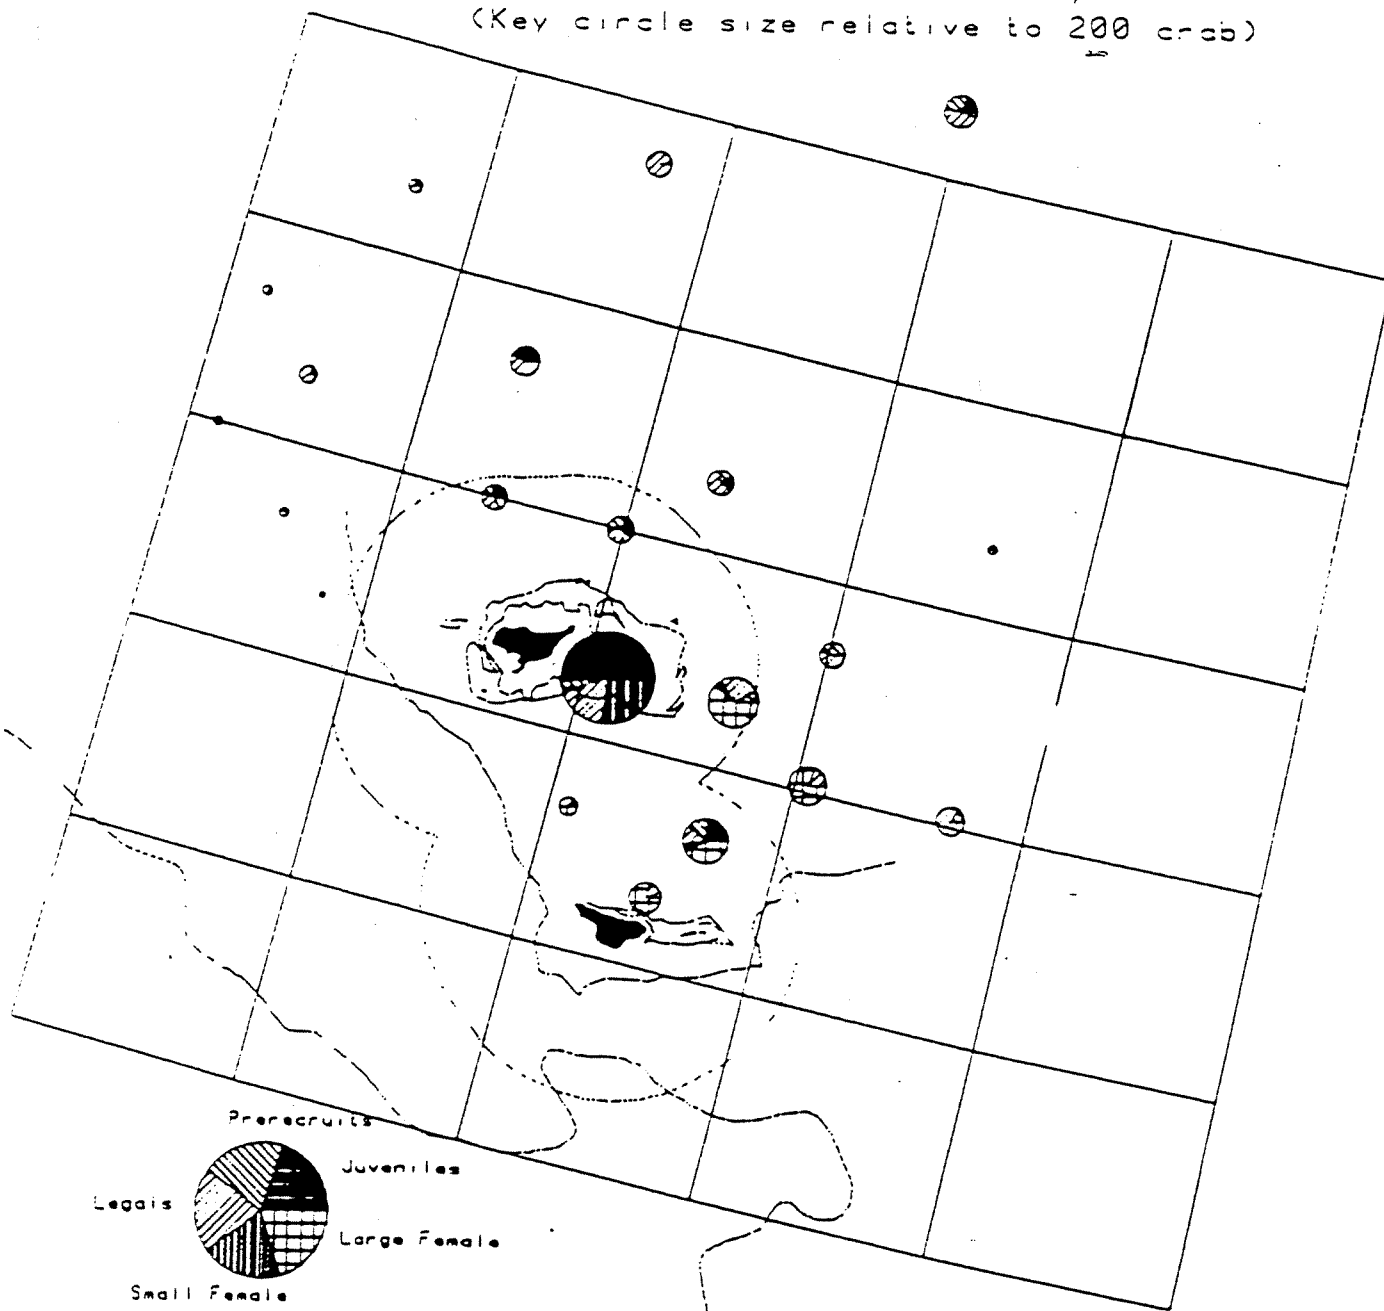 (Key circle size relative to 200 crab)
Prerecruits
Juveniles
Legals
Large Female
Small Female